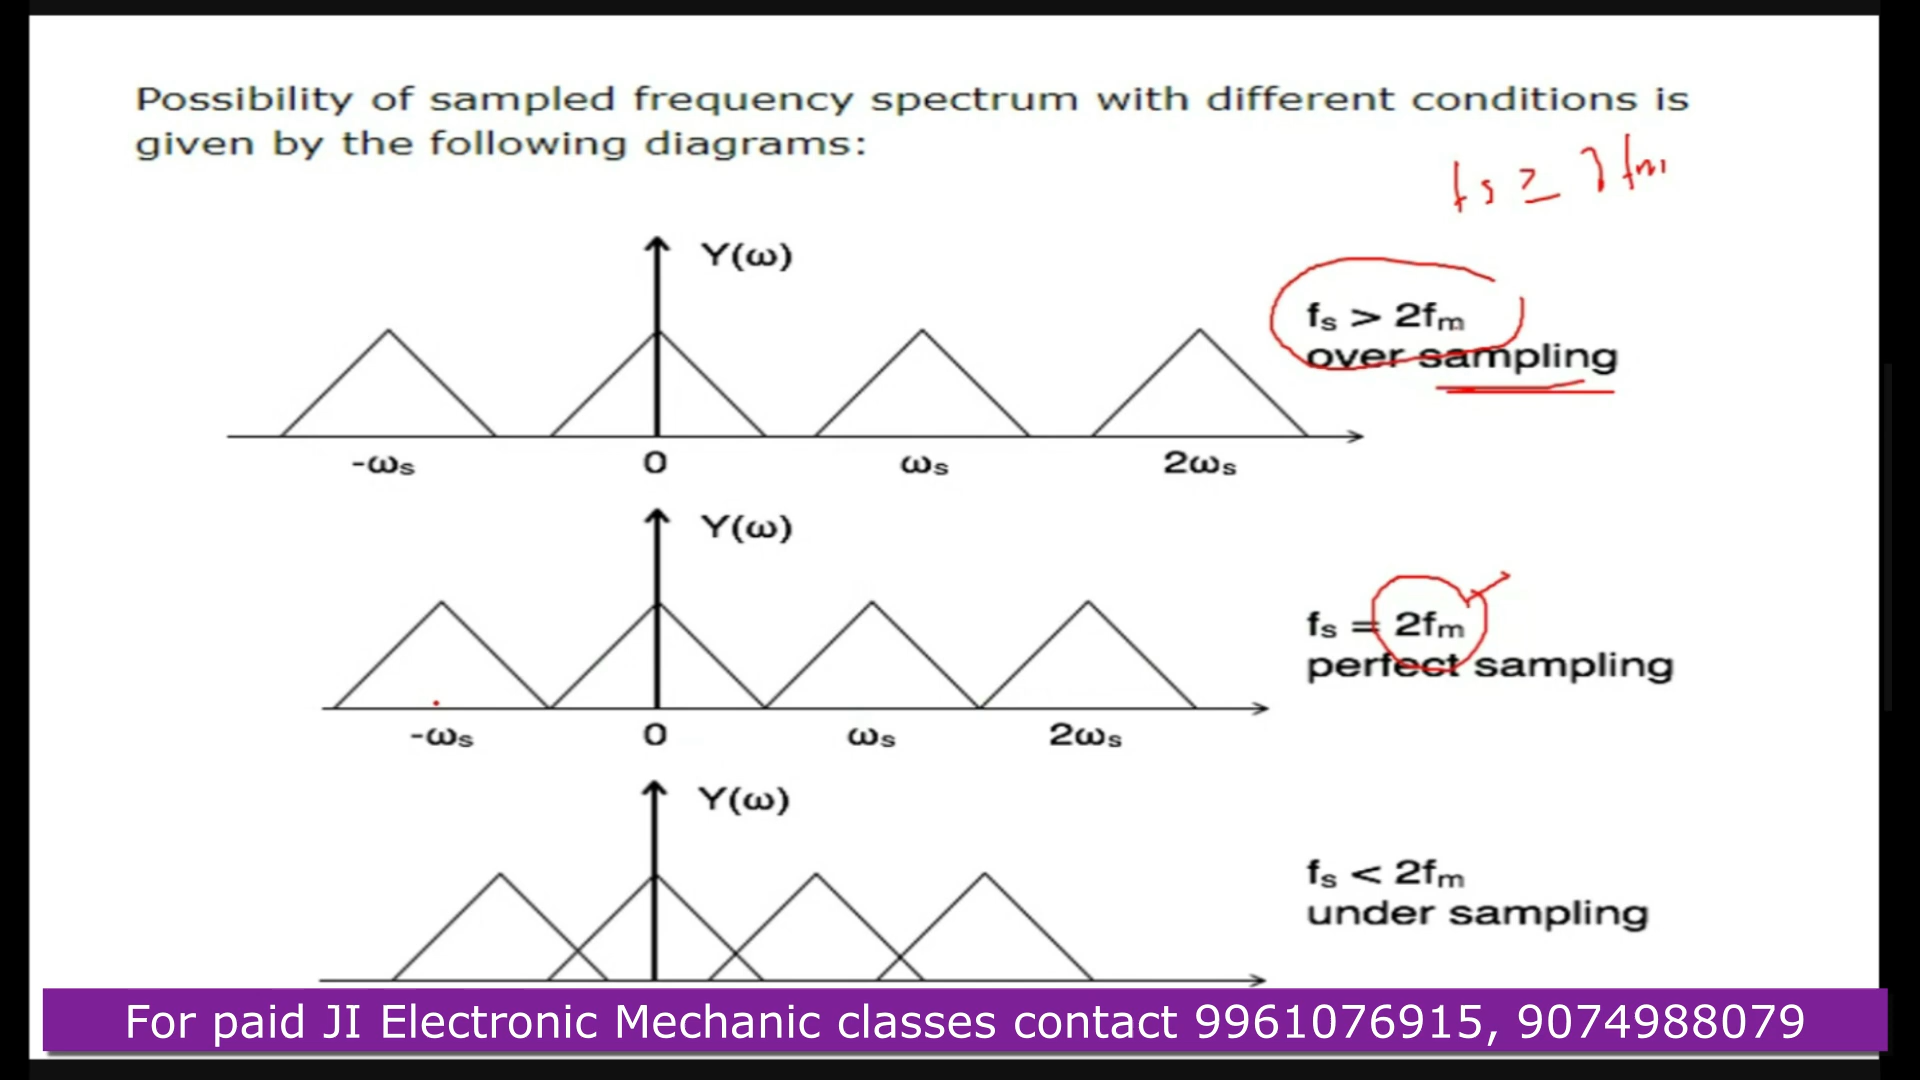 Possibility of sampled frequency spectrum with different conditions is
given by the following diagrams:
fs ≥ 2fm
Y(ω)
fs > 2fm
over sampling
-ωs 0 ωs 2ωs
Y(ω)
fs = 2fm
perfect sampling
-ωs 0 ωs 2ωs
Y(ω)
fs < 2fm
under sampling
For paid JI Electronic Mechanic classes contact 9961076915, 9074988079